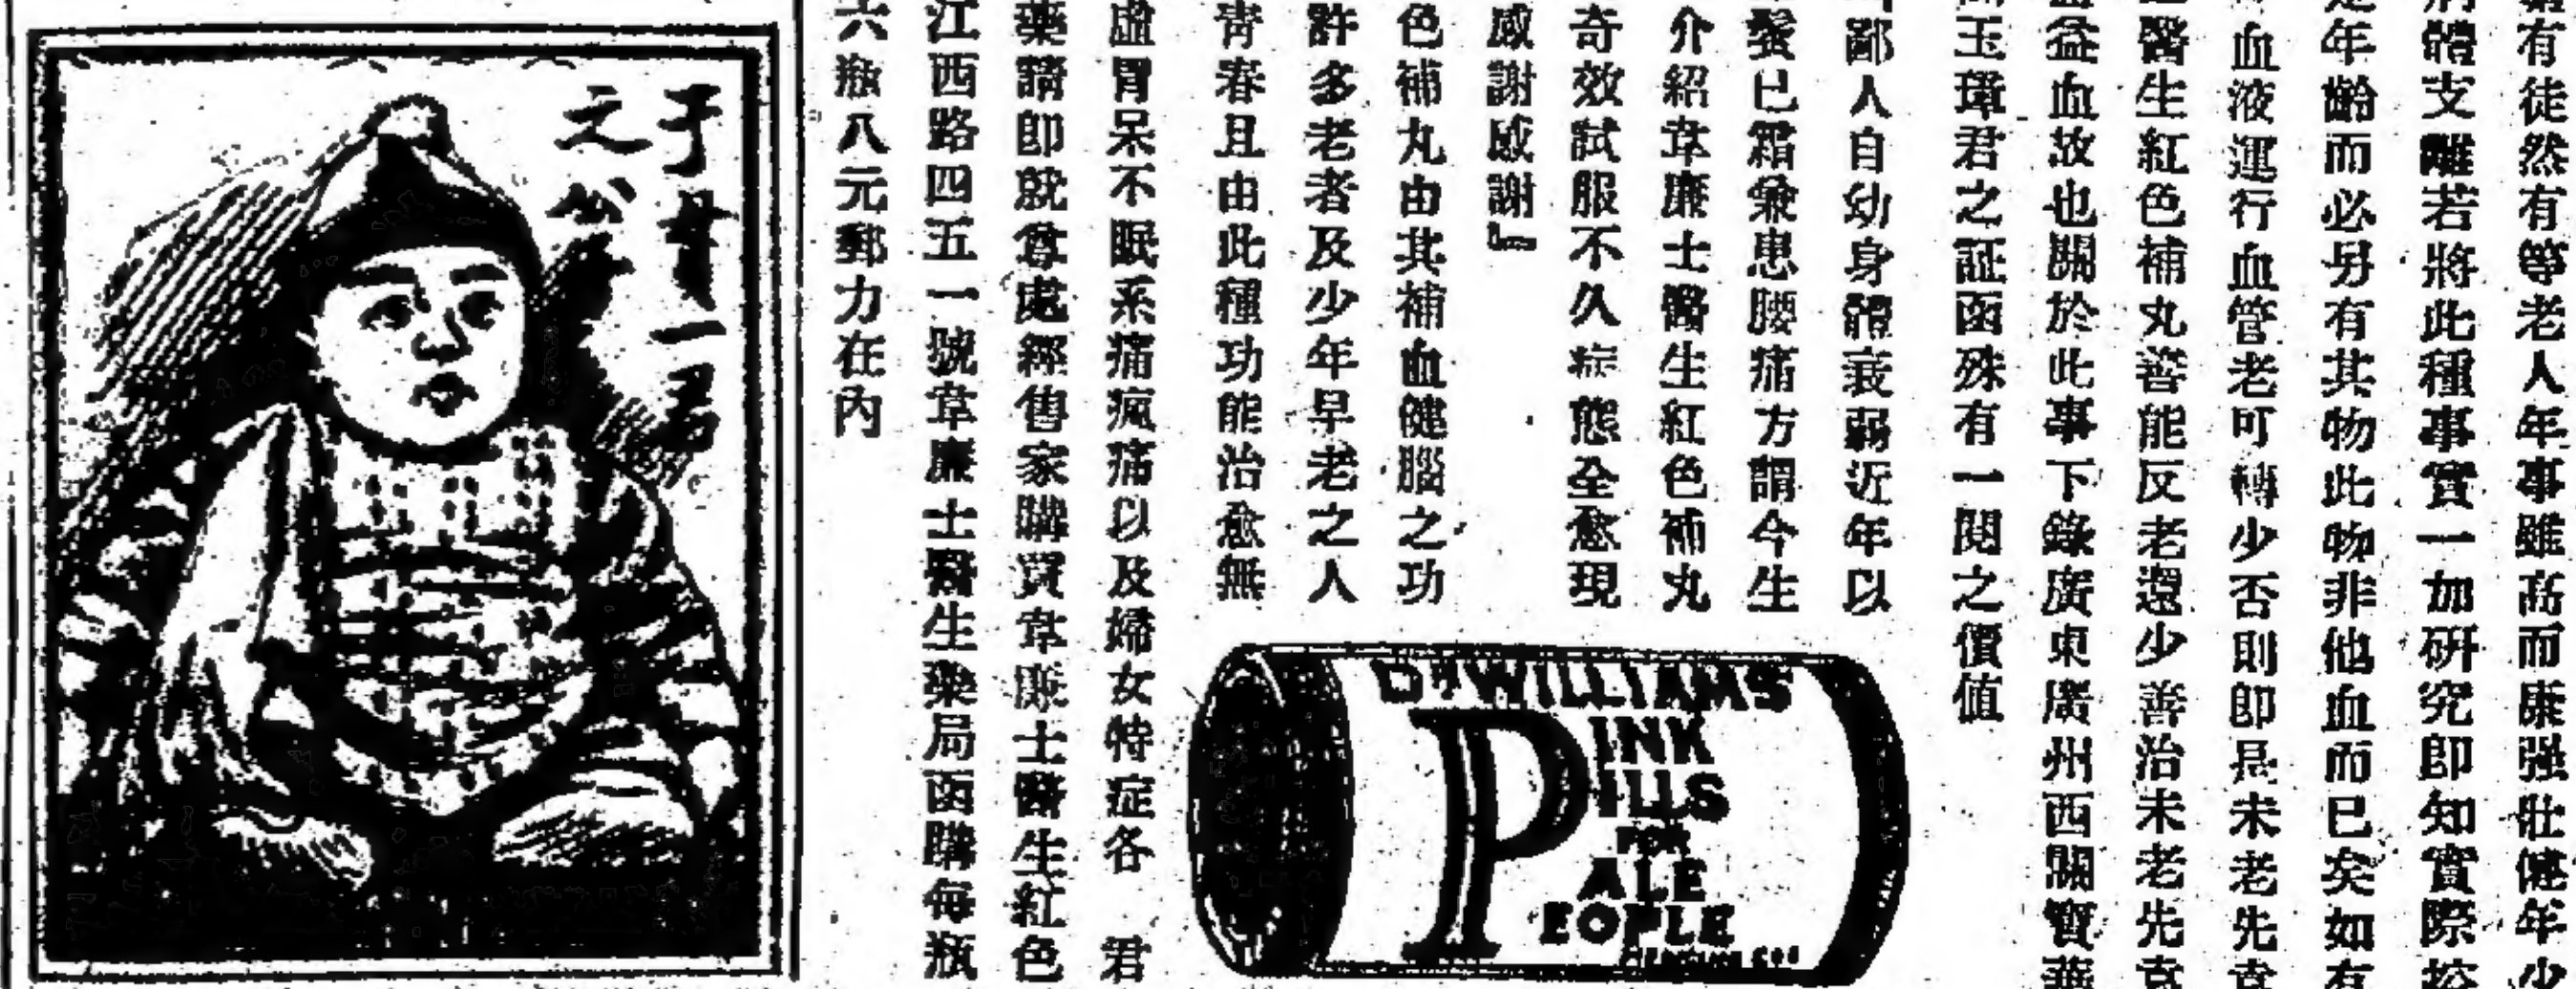 有徒然有等老人年事雖高而康强壯健年少
體支離若將此種事實一加研究即知實際
年齡而必另有其物此物非他血而已矣如有
血液運行血管老可轉少否則即是未老先衰
醫生紅色補丸善能反老還少善治未老先衰
益血故也關於此事下錄廣東廣州西關寶華
玉璋君之証函殊有一閱之價值
鄙人自幼身體衰弱近年以
鬢已霜兼患腰痛方謂今生
介紹韋廉士醫生紅色補丸
奇效試服不久症態全愈現
感謝感謝』
色補丸由其補血健腦之功
許多老者及少年早老之人
青春且由此種功能治愈無
虛胃呆不眠系痛瘋痛以及婦女特症各 君
藥請即就尊處經售家購買韋廉士醫生紅色
江西路四五一號韋廉士醫生藥局函購每瓶
六瓶八元郵力在內
DR WILLIAMS
PINK
PILLS
FOR
PALE
PEOPLE
于書一君
之公